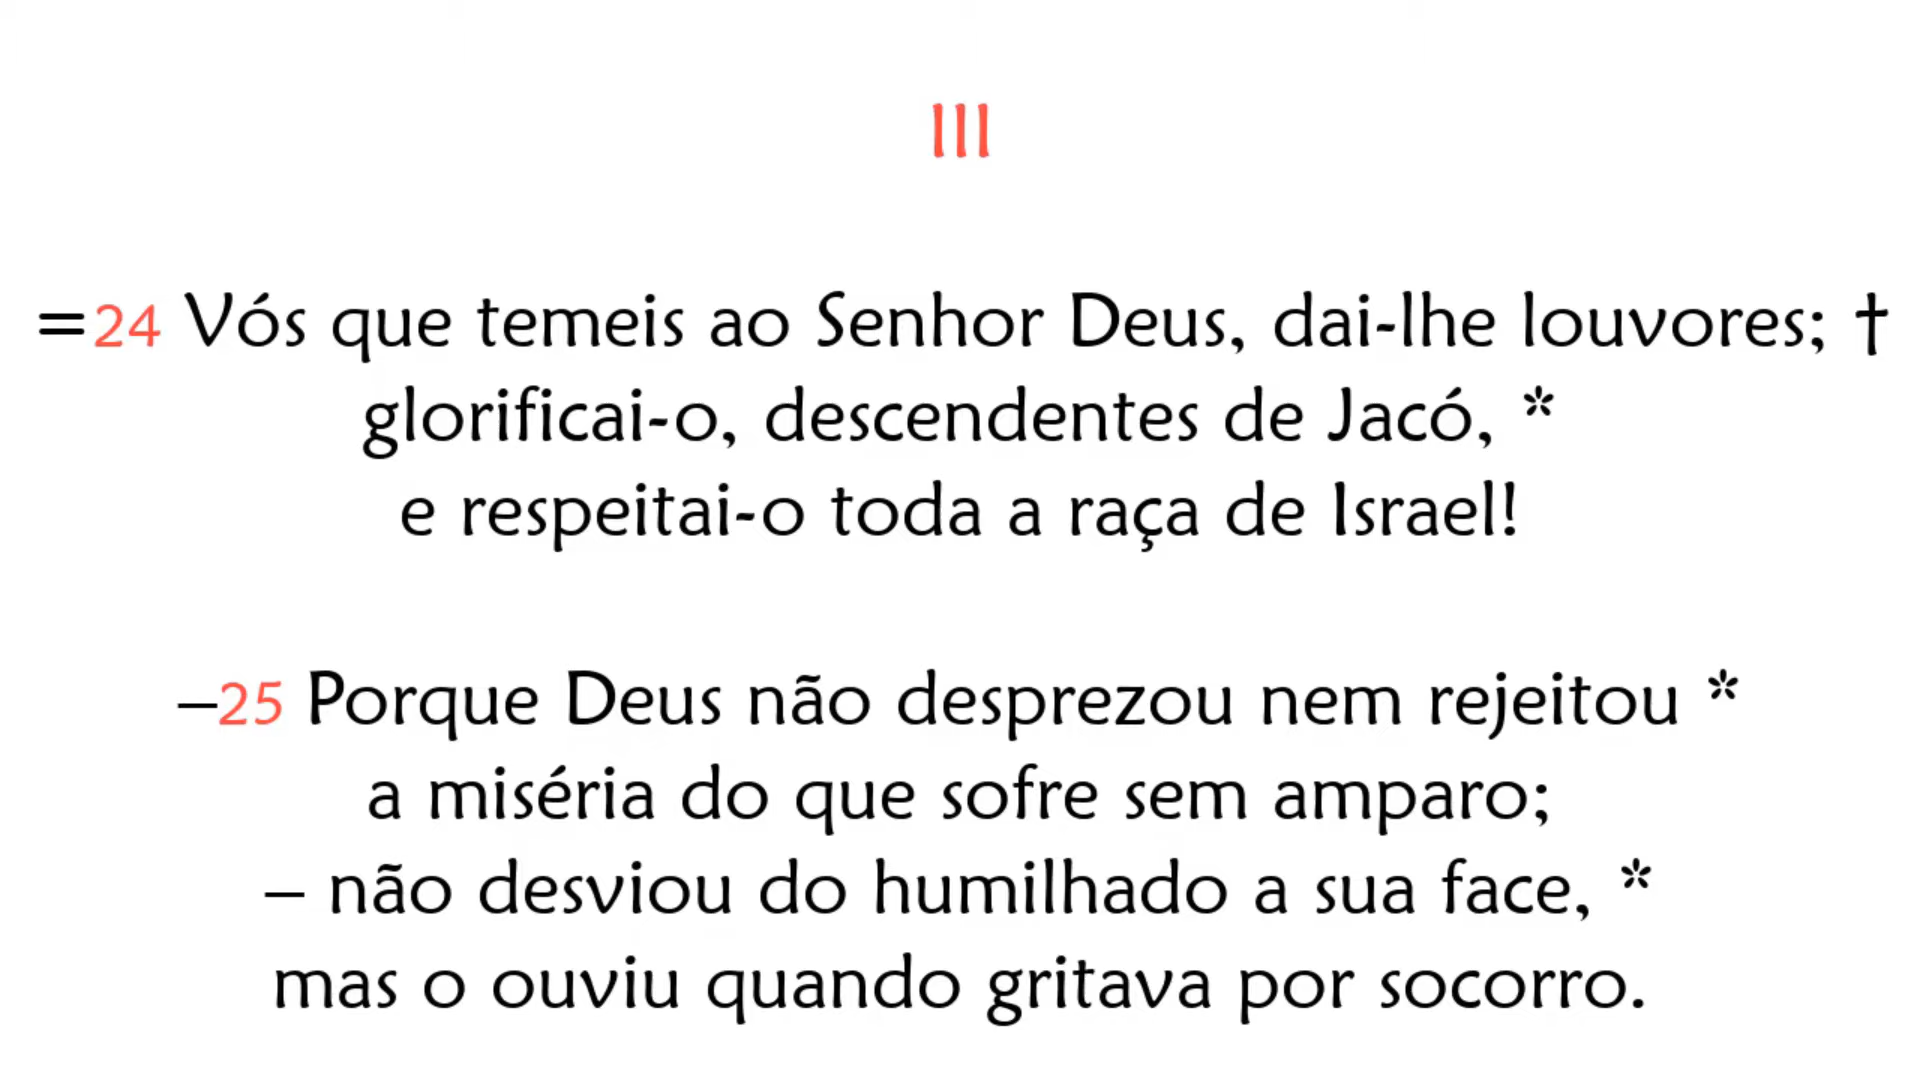 III
=24 Vós que temeis ao Senhor Deus, dai-lhe louvores; †
glorificai-o, descendentes de Jacó, *
e respeitai-o toda a raça de Israel!
–25 Porque Deus não desprezou nem rejeitou *
a miséria do que sofre sem amparo;
– não desviou do humilhado a sua face, *
mas o ouviu quando gritava por socorro.